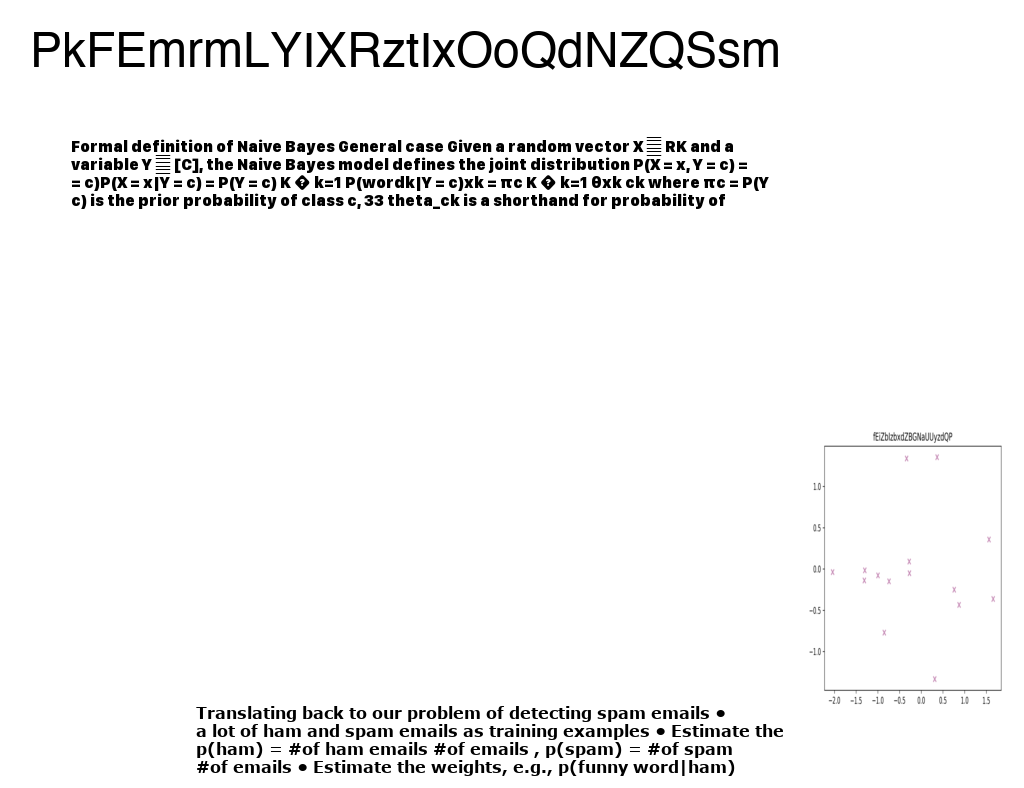 PkFEmrmLYIXRztIxOoQdNZQSsm
Formal definition of Naive Bayes General case Given a random vector X RK and a
variable Y [C], the Naive Bayes model defines the joint distribution P(X = x, Y = c) =
= c)P(X = x|Y = c) = P(Y = c) K � k=1 P(wordk|Y = c)xk = πc K � k=1 θxk ck where πc = P(Y
c) is the prior probability of class c, 33 theta_ck is a shorthand for probability of
fEiZbIzbxdZBGNaUUyzdQP
1.0
0.5
0.0
−0.5
−1.0
−2.0 −1.5 −1.0 −0.5 0.0 0.5 1.0 1.5
Translating back to our problem of detecting spam emails •
a lot of ham and spam emails as training examples • Estimate the
p(ham) = #of ham emails #of emails , p(spam) = #of spam
#of emails • Estimate the weights, e.g., p(funny word|ham)